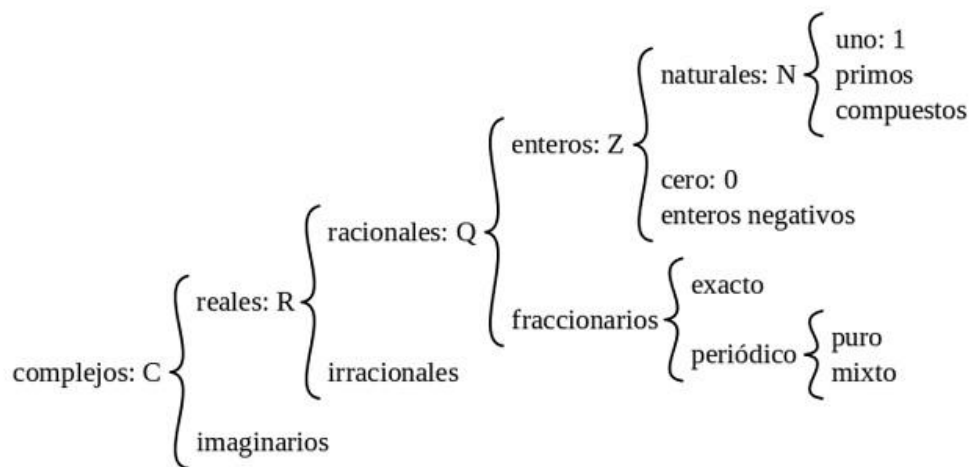 uno: 1
naturales: N
primos
compuestos
enteros: Z
cero: 0
enteros negativos
racionales: Q
exacto
reales: R
fraccionarios
periódico
puro
mixto
complejos: C
irracionales
imaginarios